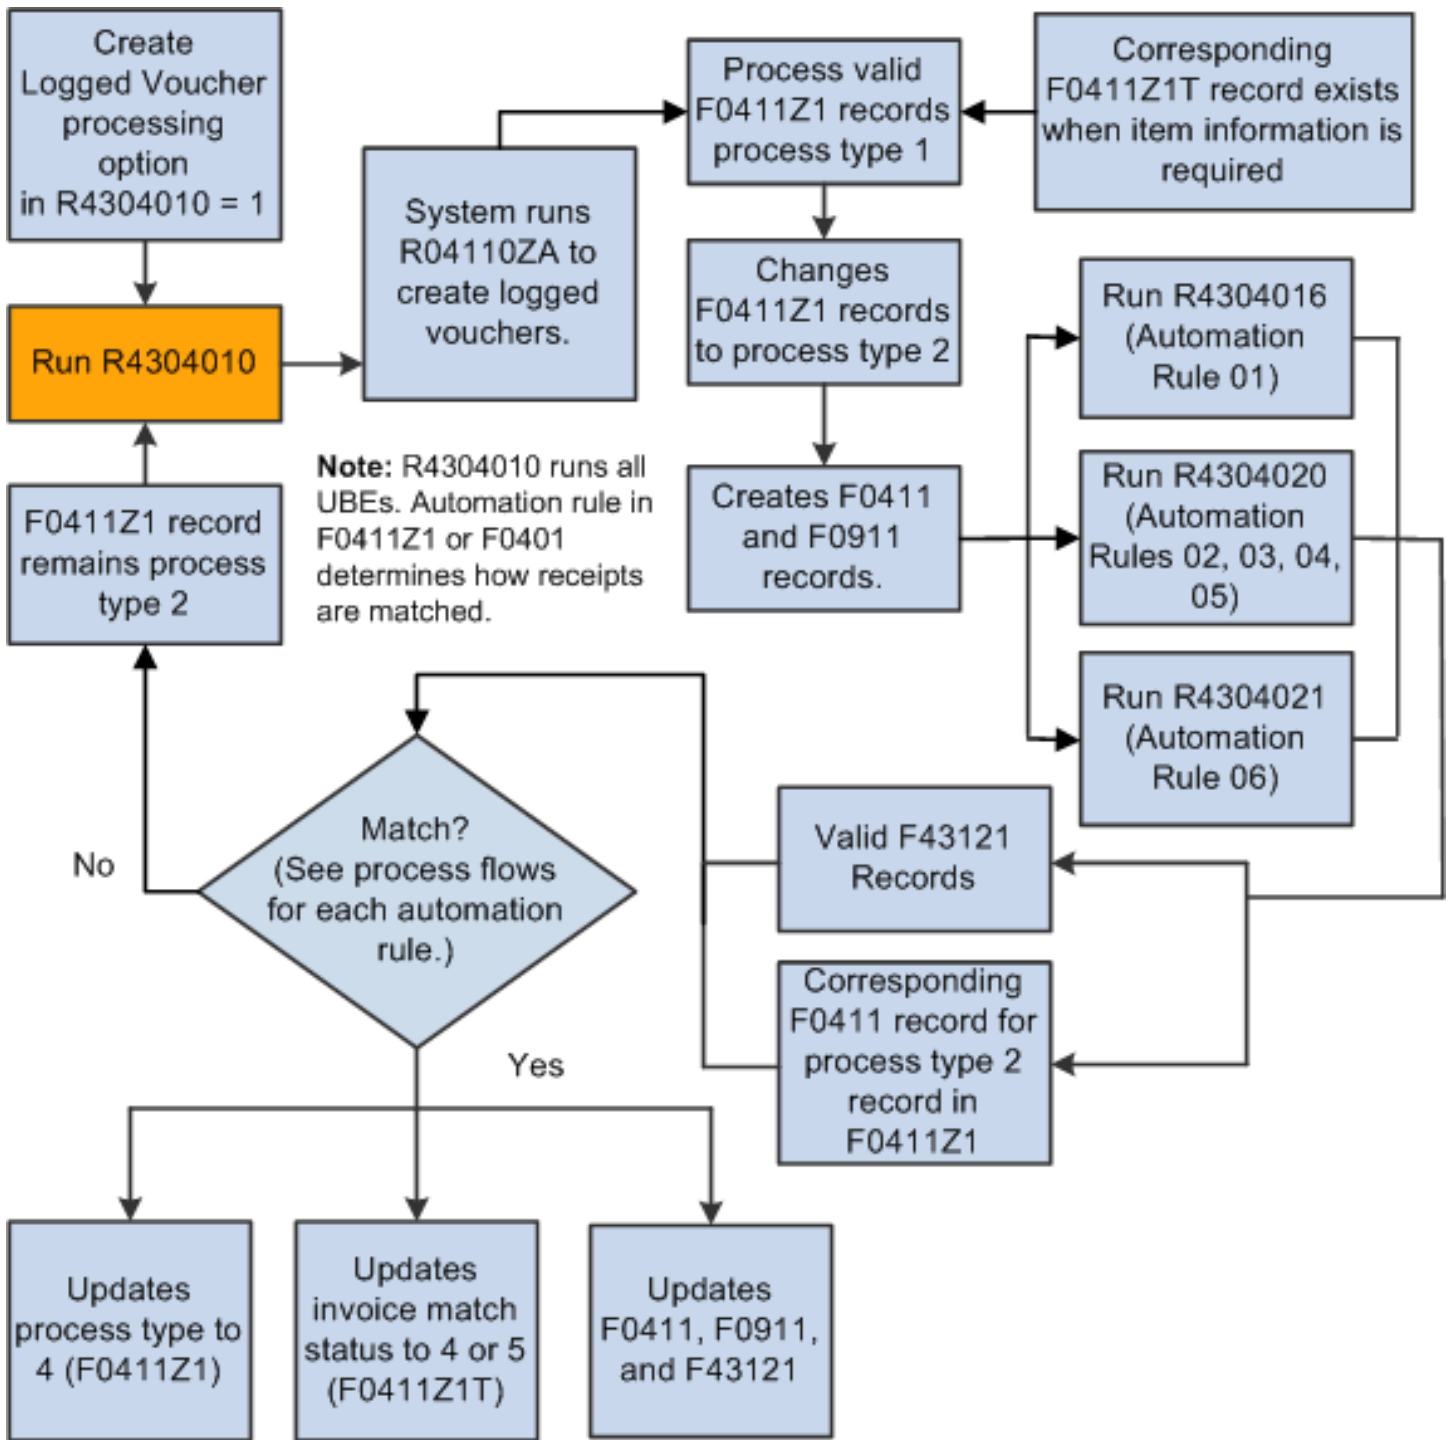 Create
Logged Voucher
processing
option
in R4304010 = 1
Run R4304010
F0411Z1 record
remains process
type 2
System runs
R04110ZA to
create logged
vouchers.
Note: R4304010 runs all
UBEs. Automation rule in
F0411Z1 or F0401
determines how receipts
are matched.
Process valid
F0411Z1 records
process type 1
Corresponding
F0411Z1T record exists
when item information is
required
Changes
F0411Z1 records
to process type 2
Creates F0411
and F0911
records.
Run R4304016
(Automation
Rule 01)
Run R4304020
(Automation
Rules 02, 03, 04,
05)
Run R4304021
(Automation
Rule 06)
Valid F43121
Records
Corresponding
F0411 record for
process type 2
record in
F0411Z1
Match?
(See process flows
for each automation
rule.)
No
Yes
Updates
process type to
4 (F0411Z1)
Updates
invoice match
status to 4 or 5
(F0411Z1T)
Updates
F0411, F0911,
and F43121